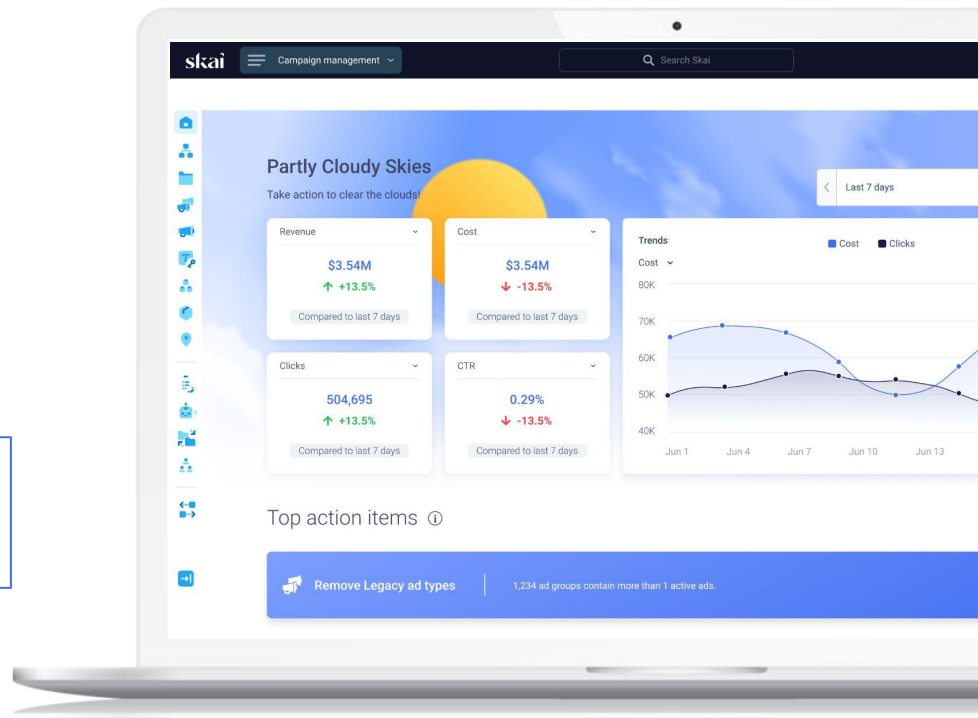 skai
Campaign management
Search Skai
Partly Cloudy Skies
Take action to clear the clouds!
Last 7 days
Revenue
$3.54M
+13.5%
Compared to last 7 days
Cost
$3.54M
-13.5%
Compared to last 7 days
Clicks
504,695
+13.5%
Compared to last 7 days
CTR
0.29%
-13.5%
Compared to last 7 days
Trends
Cost
Clicks
Cost
80K
70K
60K
50K
40K
Jun 1
Jun 4
Jun 7
Jun 10
Jun 13
Top action items
Remove Legacy ad types
1,234 ad groups contain more than 1 active ads.